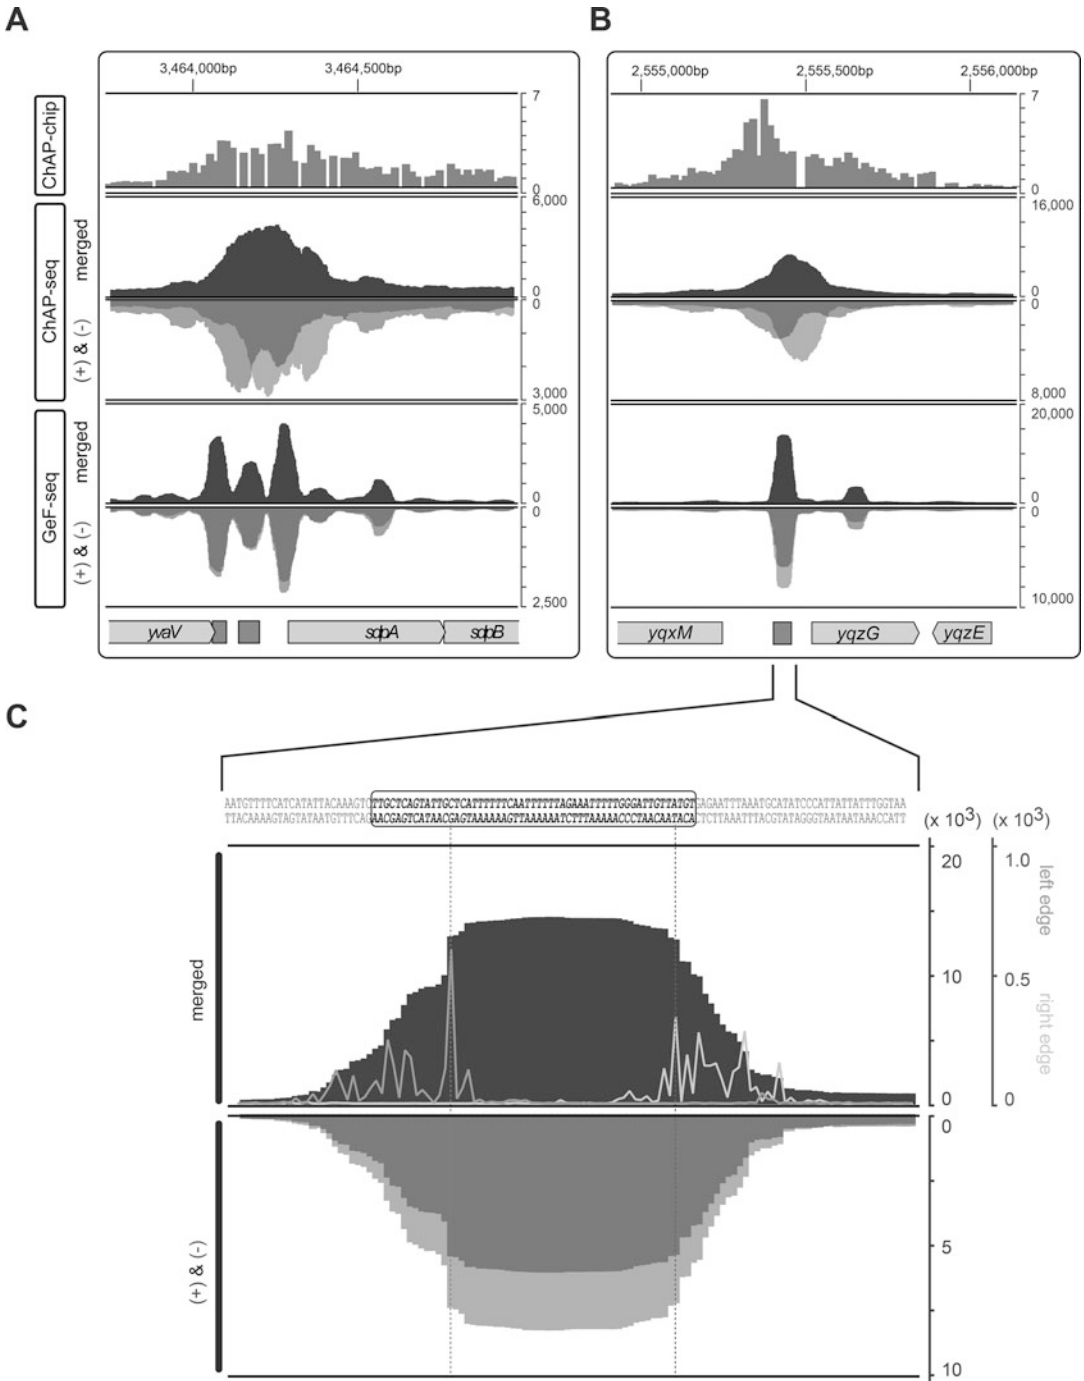 A
B
3,464,000bp
3,464,500bp
2,555,000bp
2,555,500bp
2,556,000bp
ChAP-chip
7
0
7
0
ChAP-seq
merged
(+) & (-)
6,000
0
0
3,000
16,000
0
0
8,000
GeF-seq
merged
(+) & (-)
5,000
0
0
2,500
20,000
0
0
10,000
yvaV
sdpA
sdpB
yqxM
yqzG
yqzE
C
AATGTTTTCATCATATTACAAAGTCTTGCTCAGTATTGCTCATTTTTTCAATTTTTTAGAAATTTTTGGGATTGTTATGTGAGAATTTAAATGCATATCCCATTATTATTTGGTAA
TTACAAAAGTAGTATAATGTTTCAGAACGAGTCATAACGAGTAAAAAAGTTAAAAAATCTTTAAAAACCCTAACAATACACTCTTAAATTTACGTATAGGGTAATAATAAACCATT
(x 10³)
(x 10³)
merged
20
10
0
1.0
0.5
0
left edge
right edge
(+) & (-)
0
5
10